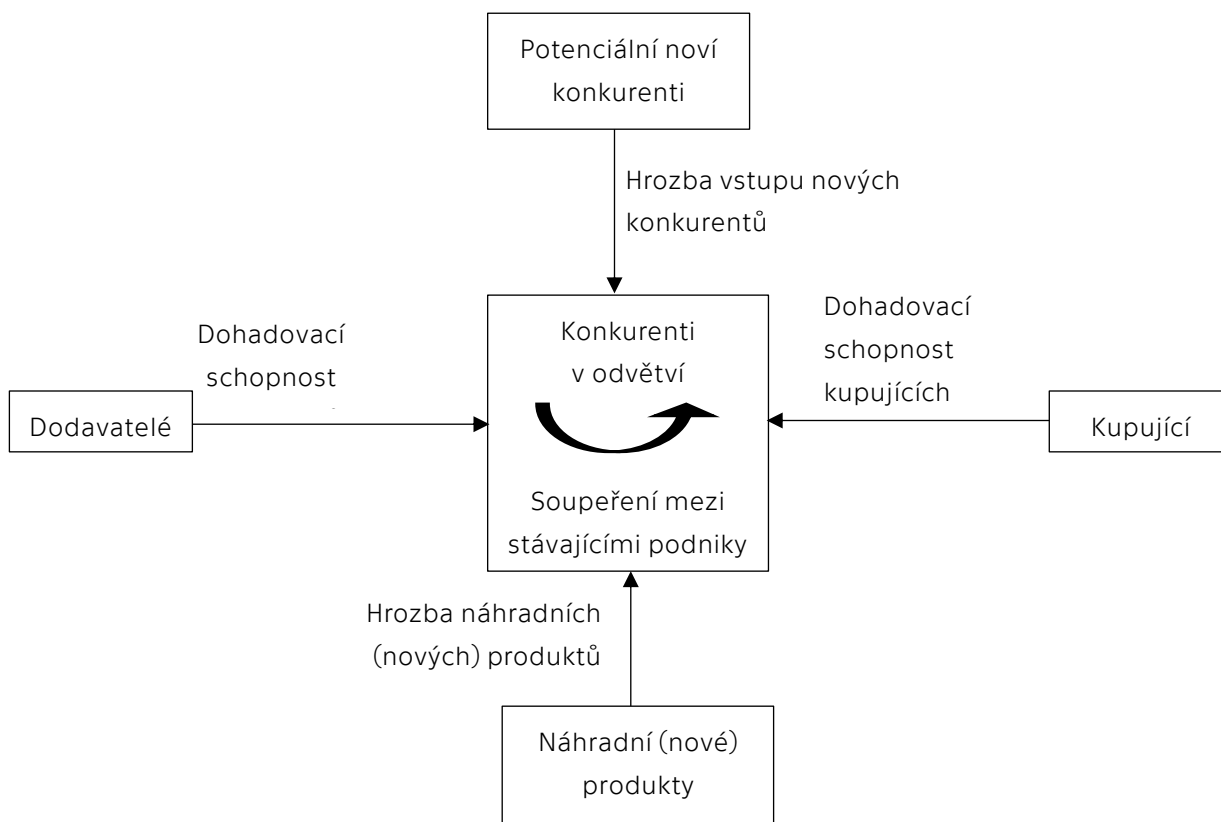 Potenciální noví
konkurenti
Hrozba vstupu nových
konkurentů
Dohadovací
schopnost
Dodavatelé
Konkurenti
v odvětví
Soupeření mezi
stávajícími podniky
Dohadovací
schopnost
kupujících
Kupující
Hrozba náhradních
(nových) produktů
Náhradní (nové)
produkty